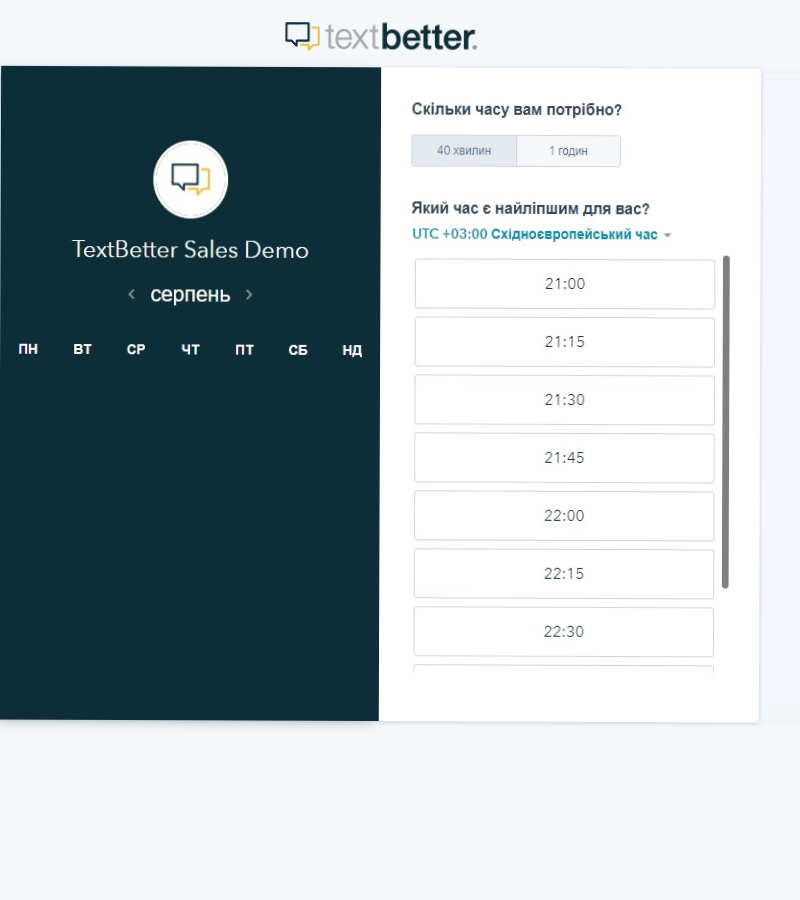 textbetter.
TextBetter Sales Demo
серпень
ПН ВТ СР ЧТ ПТ СБ НД
Скільки часу вам потрібно?
40 хвилин 1 годин
Який час є найліпшим для вас?
UTC +03:00 Східноєвропейський час
21:00
21:15
21:30
21:45
22:00
22:15
22:30